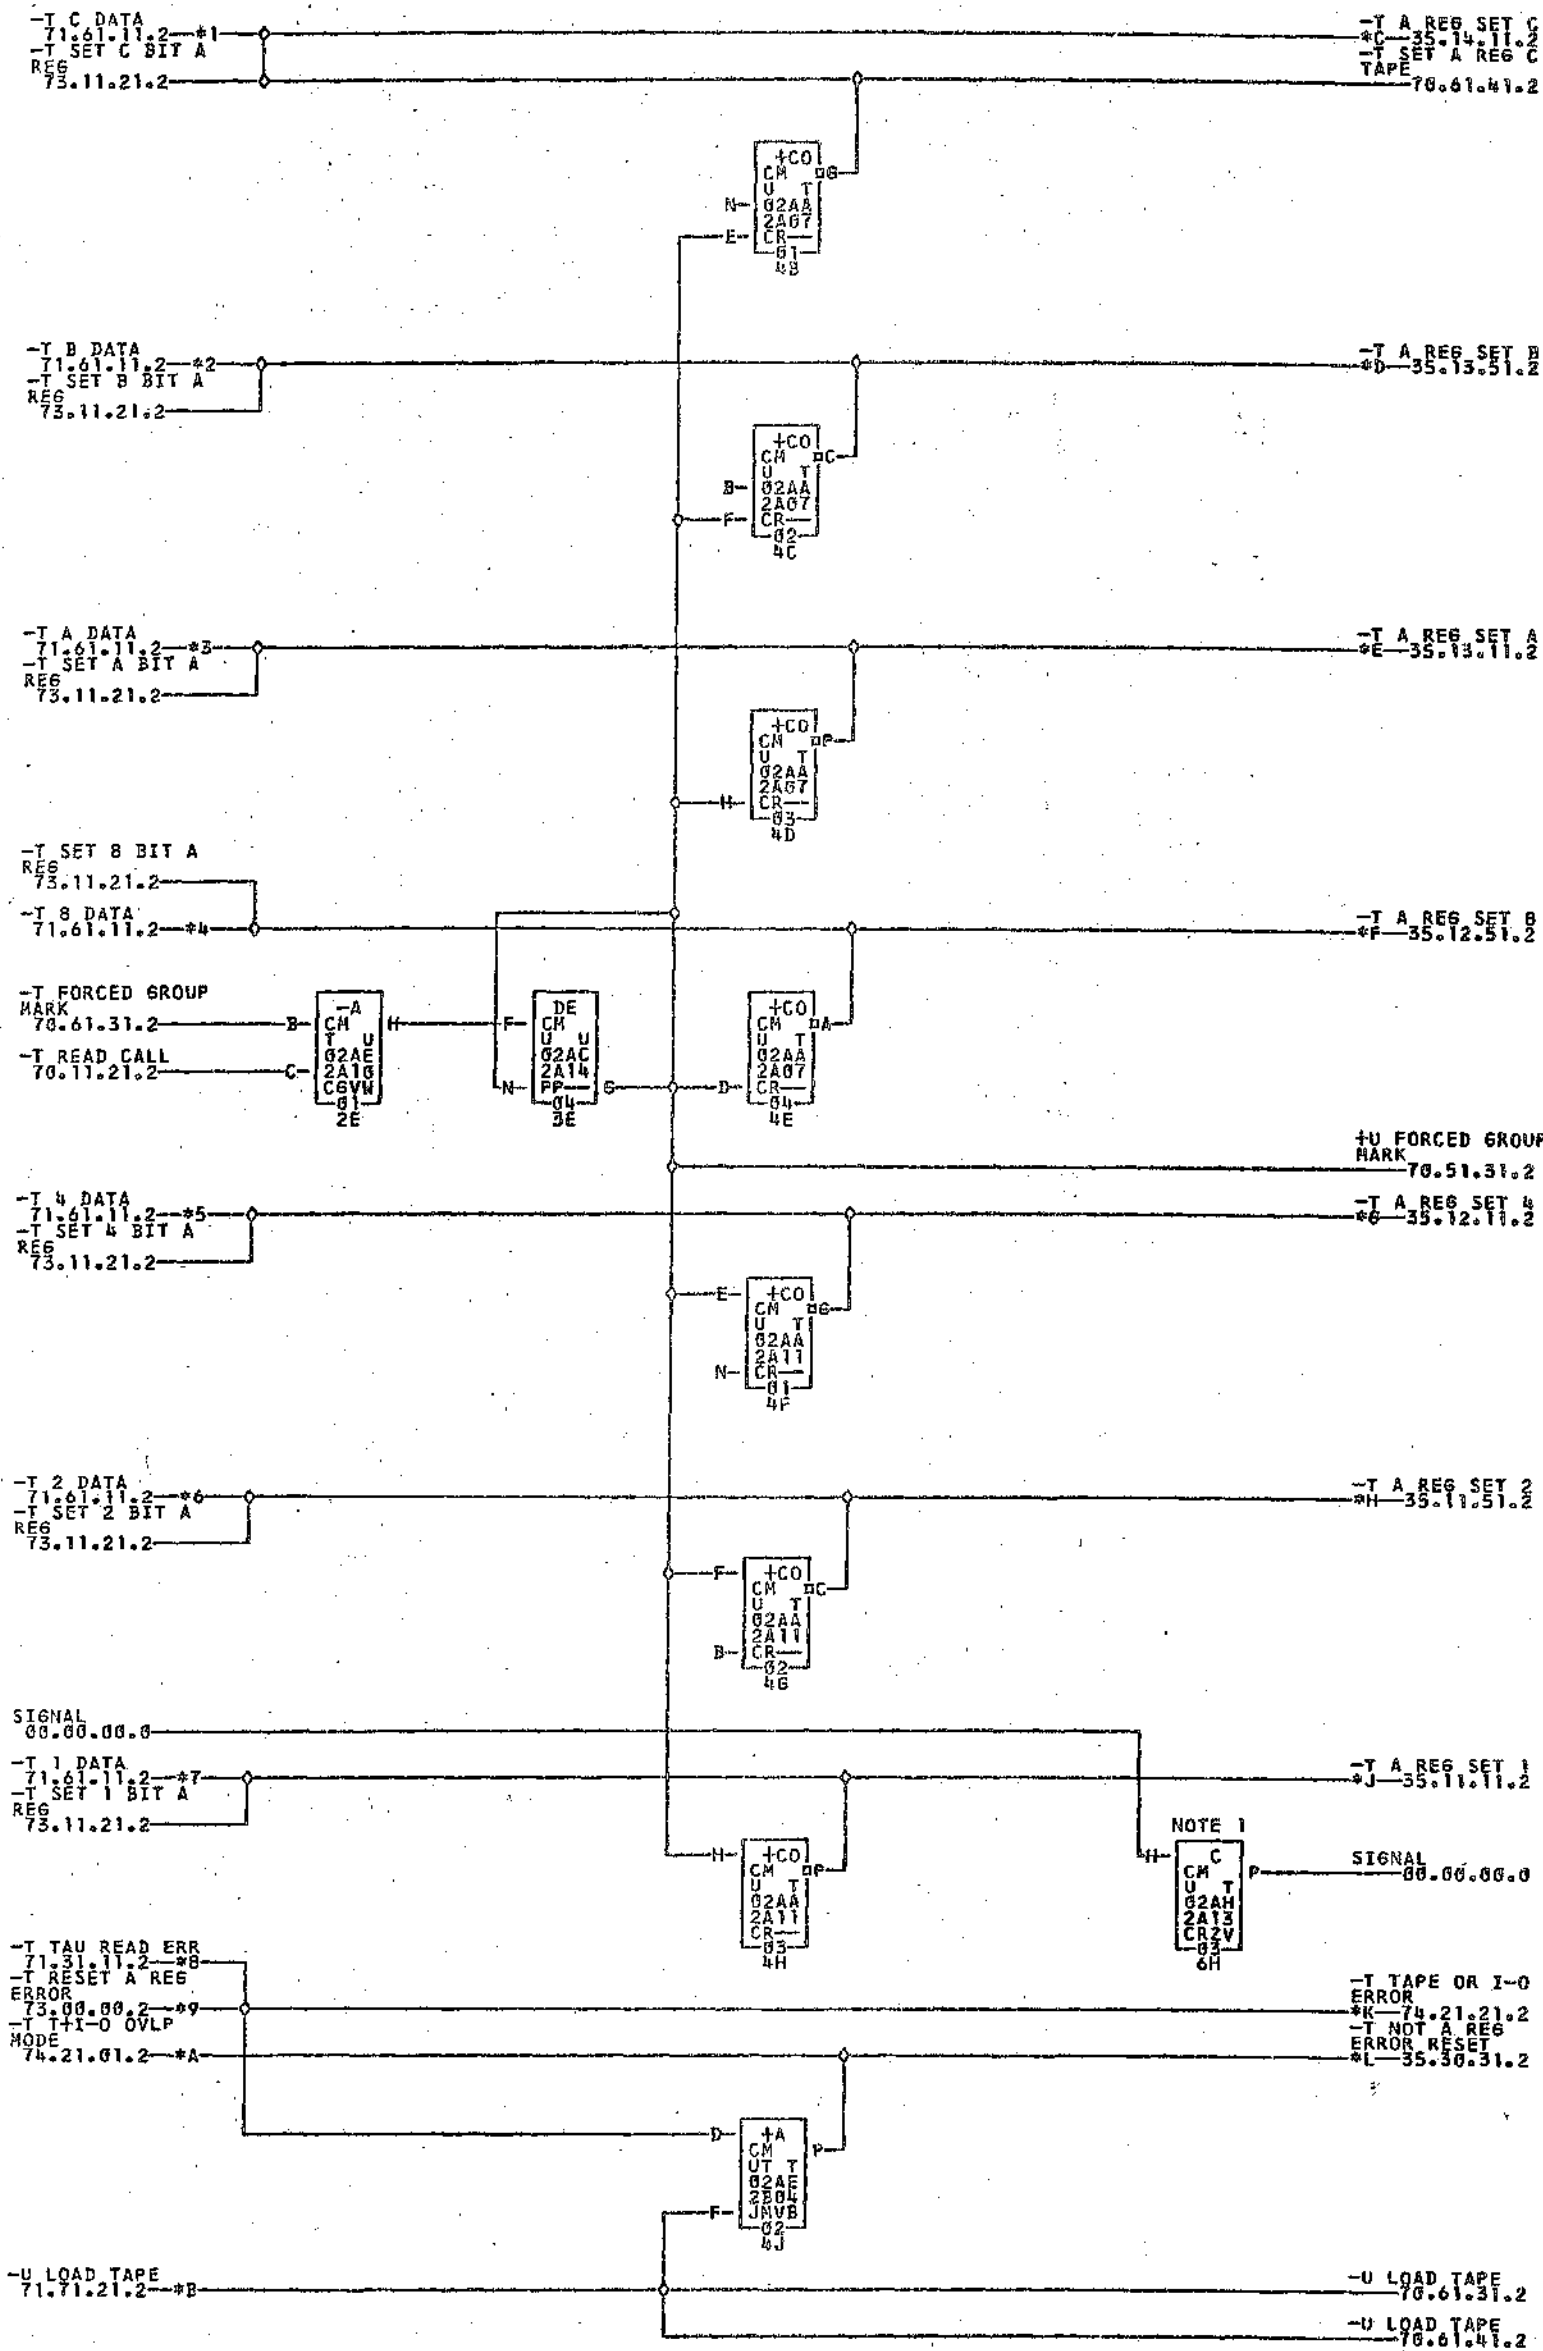 -T C DATA
71.61.11.2—*1
-T SET C BIT A
REG
73.11.21.2
-T A REG SET C
*C—35.14.11.2
-T SET A REG C
TAPE
70.61.41.2
+CO
CM G
U T
N 02AA
2A07
E CR—
01
4B
-T B DATA
71.61.11.2—*2
-T SET B BIT A
REG
73.11.21.2
-T A REG SET B
*D—35.13.51.2
+CO
CM C
U T
B 02AA
2A07
F CR—
02
4C
-T A DATA
71.61.11.2—*3
-T SET A BIT A
REG
73.11.21.2
-T A REG SET A
*E—35.13.11.2
+CO
CM P
U T
02AA
2A07
H CR—
03
4D
-T SET 8 BIT A
REG
73.11.21.2
-T 8 DATA
71.61.11.2—*4
-T A REG SET 8
*F—35.12.51.2
-T FORCED GROUP
MARK
70.61.31.2
-T READ CALL
70.11.21.2
-A
B CM H
T U
02AE
C 2A10
C6VW
01
2E
DE
F CM
U U
02AC
2A14
N PP— G
04
3E
+CO
CM A
U T
02AA
2A07
D CR—
04
4E
+U FORCED GROUP
MARK
70.51.31.2
-T 4 DATA
71.61.11.2—*5
-T SET 4 BIT A
REG
73.11.21.2
-T A REG SET 4
*G—35.12.11.2
E +CO
CM G
U T
02AA
2A11
N CR—
01
4F
-T 2 DATA
71.61.11.2—*6
-T SET 2 BIT A
REG
73.11.21.2
-T A REG SET 2
*H—35.11.51.2
F +CO
CM C
U T
02AA
2A11
B CR—
02
4G
SIGNAL
00.00.00.0
-T 1 DATA
71.61.11.2—*7
-T SET 1 BIT A
REG
73.11.21.2
-T A REG SET 1
*J—35.11.11.2
H +CO
CM P
U T
02AA
2A11
CR—
03
4H
NOTE 1
H C
CM P
U T
02AH
2A13
CR2V
03
6H
SIGNAL
00.00.00.0
-T TAU READ ERR
71.31.11.2—*8
-T RESET A REG
ERROR
73.00.00.2—*9
-T T+I-O OVLP
MODE
74.21.01.2—*A
-T TAPE OR I-O
ERROR
*K—74.21.21.2
-T NOT A REG
ERROR RESET
*L—35.30.31.2
D +A
CM P
UT T
02AE
2B04
F JMVB
02
4J
-U LOAD TAPE
71.71.21.2—*B
-U LOAD TAPE
70.61.31.2
-U LOAD TAPE
70.61.41.2